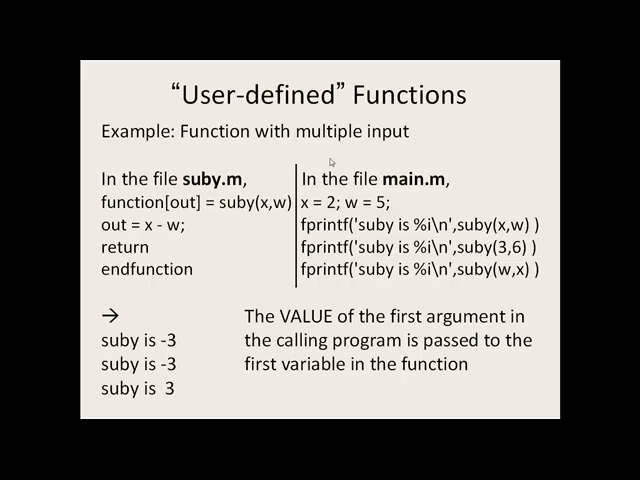 “User-defined” Functions
Example: Function with multiple input
In the file suby.m,
function[out] = suby(x,w)
out = x - w;
return
endfunction
In the file main.m,
x = 2; w = 5;
fprintf('suby is %i\n',suby(x,w) )
fprintf('suby is %i\n',suby(3,6) )
fprintf('suby is %i\n',suby(w,x) )
→
suby is -3
suby is -3
suby is  3
The VALUE of the first argument in
the calling program is passed to the
first variable in the function